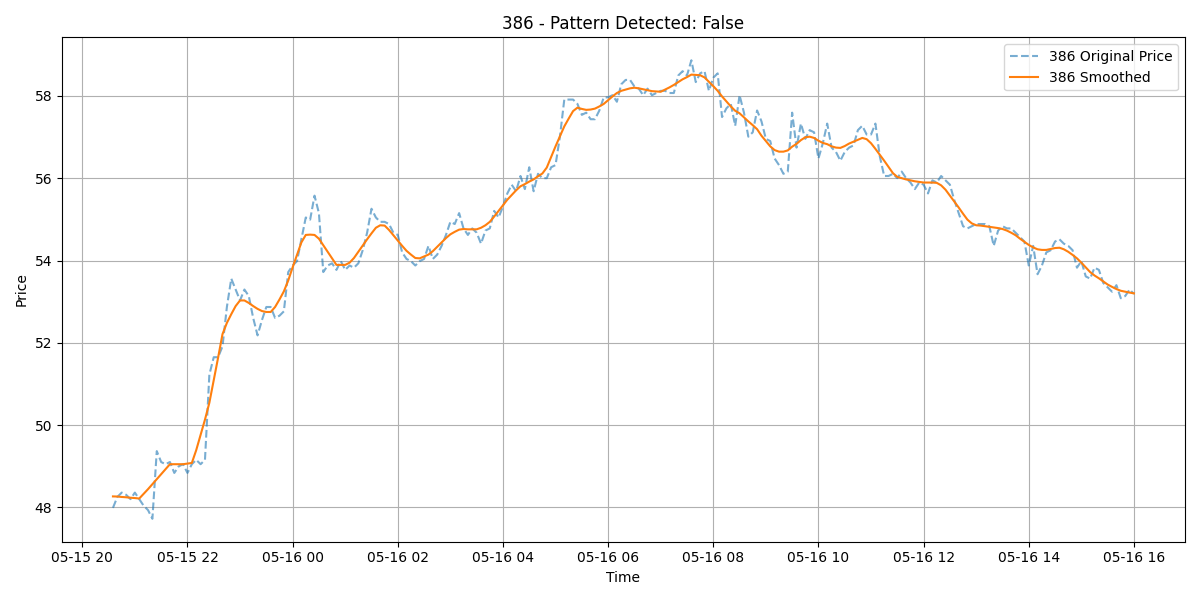 386 - Pattern Detected: False
386 Original Price
386 Smoothed
Price
58
56
54
52
50
48
05-15 20 05-15 22 05-16 00 05-16 02 05-16 04 05-16 06 05-16 08 05-16 10 05-16 12 05-16 14 05-16 16
Time